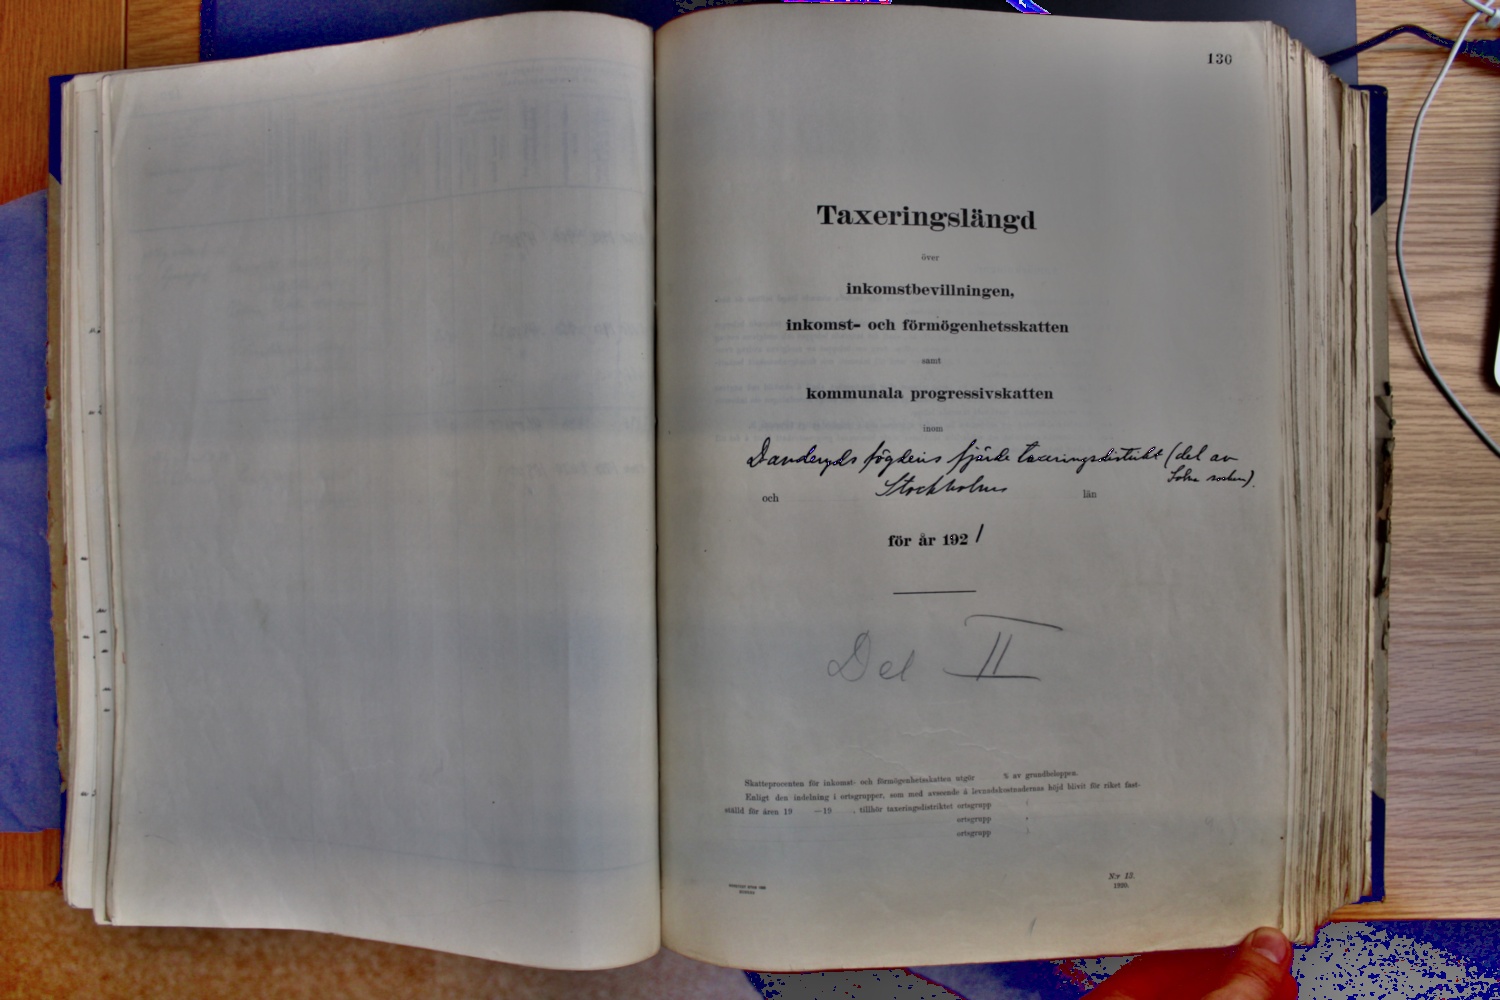 130
Taxeringslängd
över
inkomstbevillningen,
inkomst- och förmögenhetsskatten
samt
kommunala progressivskatten
inom
Danderyds fögderis fjärde taxeringsdistrikt (del av
Solna socken).
och Stockholms län
för år 1921
Del II
Skatteprocenten för inkomst- och förmögenhetsskatten utgör % av grundbeloppen.
Enligt den indelning i ortsgrupper, som med avseende å levnadskostnadernas höjd blivit för riket fast-
ställd för åren 19 —19 , tillhör taxeringsdistriktet ortsgrupp
ortsgrupp
ortsgrupp
N:r 12.
1920.